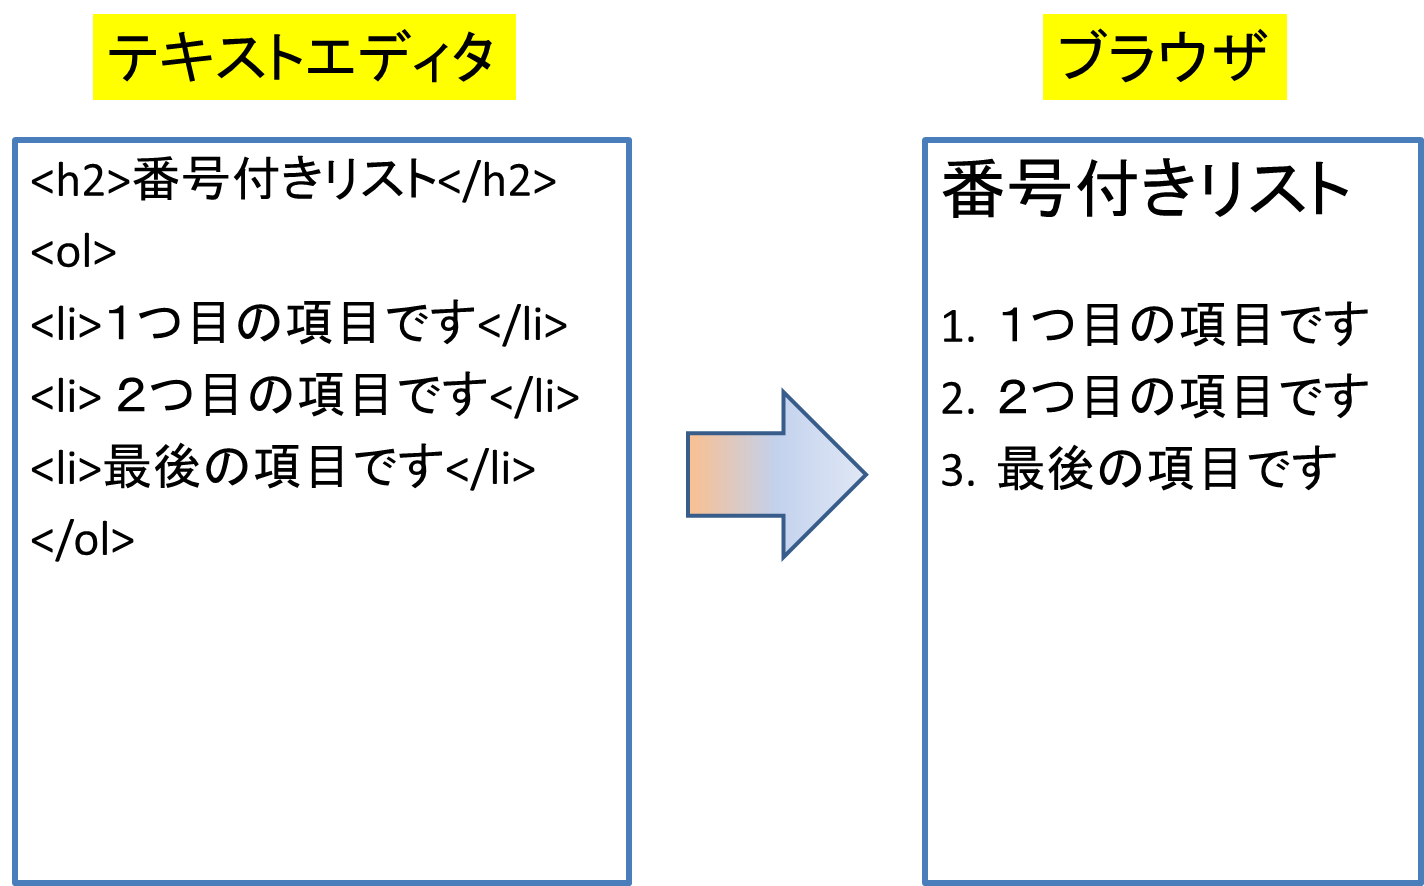 テキストエディタ
<h2>番号付きリスト</h2>
<ol>
<li>１つ目の項目です</li>
<li> ２つ目の項目です</li>
<li>最後の項目です</li>
</ol>
ブラウザ
番号付きリスト
1. １つ目の項目です
2. ２つ目の項目です
3. 最後の項目です